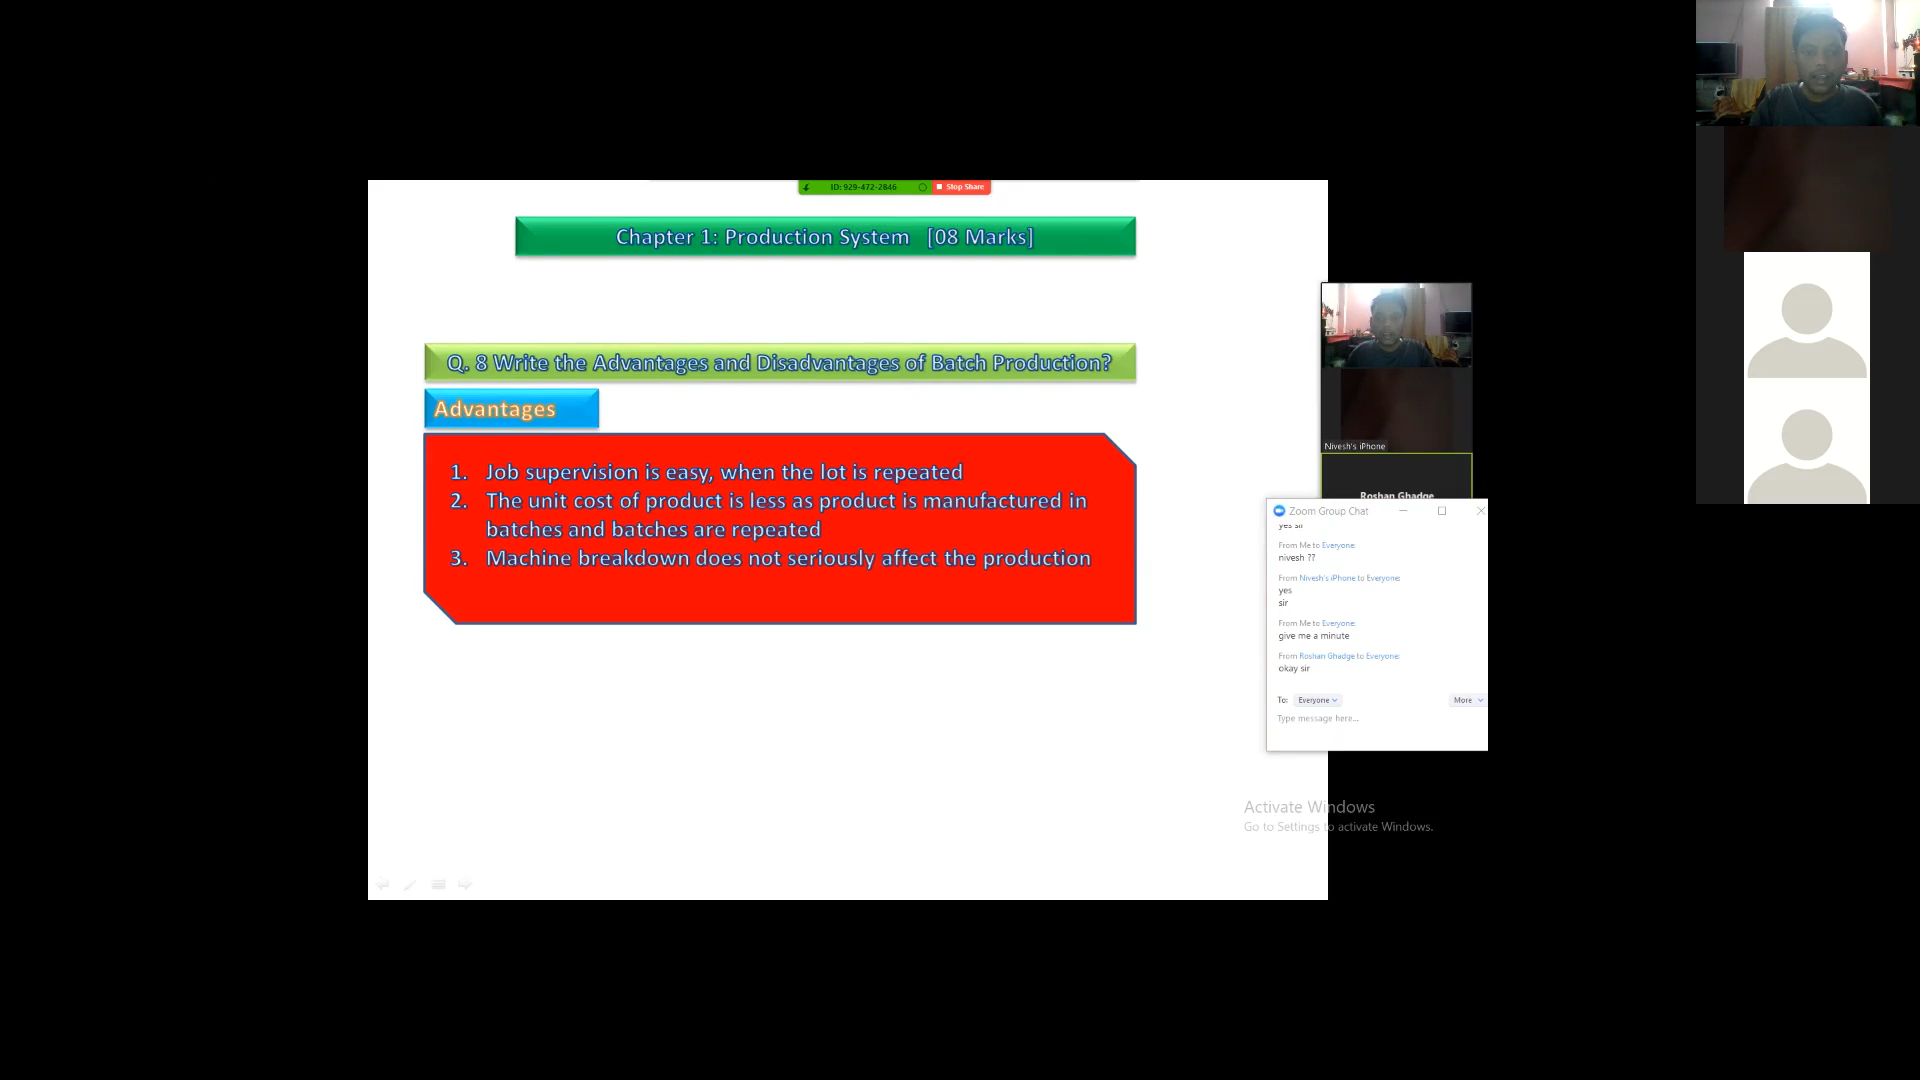 ID: 929-472-2846 Stop Share
Chapter 1: Production System [08 Marks]
Q. 8 Write the Advantages and Disadvantages of Batch Production?
Advantages
1. Job supervision is easy, when the lot is repeated
2. The unit cost of product is less as product is manufactured in
batches and batches are repeated
3. Machine breakdown does not seriously affect the production
Nivesh's iPhone
Roshan Ghadge
Zoom Group Chat
yes sir
From Me to Everyone:
nivesh ??
From Nivesh's iPhone to Everyone:
yes
sir
From Me to Everyone:
give me a minute
From Roshan Ghadge to Everyone:
okay sir
To: Everyone More
Type message here...
Activate Windows
Go to Settings to activate Windows.